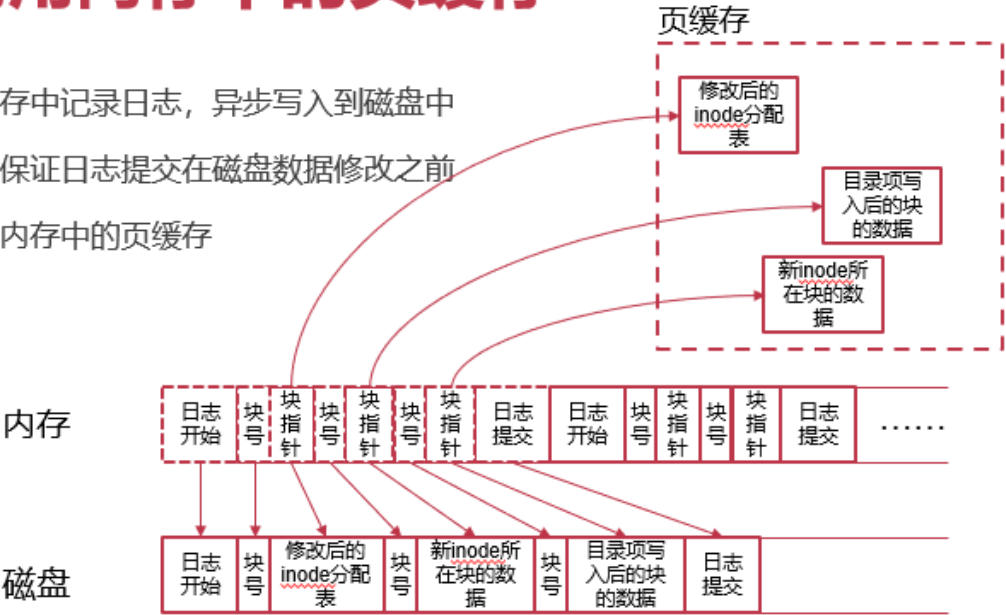 用内存中的页缓存
页缓存
存中记录日志，异步写入到磁盘中
保证日志提交在磁盘数据修改之前
内存中的页缓存
修改后的
inode分配
表
目录项写
入后的块
的数据
新inode所
在块的数
据
内存
日志
开始
块
号
块
指
针
块
号
块
指
针
块
号
块
指
针
日志
提交
日志
开始
块
号
块
指
针
块
号
块
指
针
日志
提交
……
磁盘
日志
开始
块
号
修改后的
inode分配
表
块
号
新inode所
在块的数
据
块
号
目录项写
入后的块
的数据
日志
提交